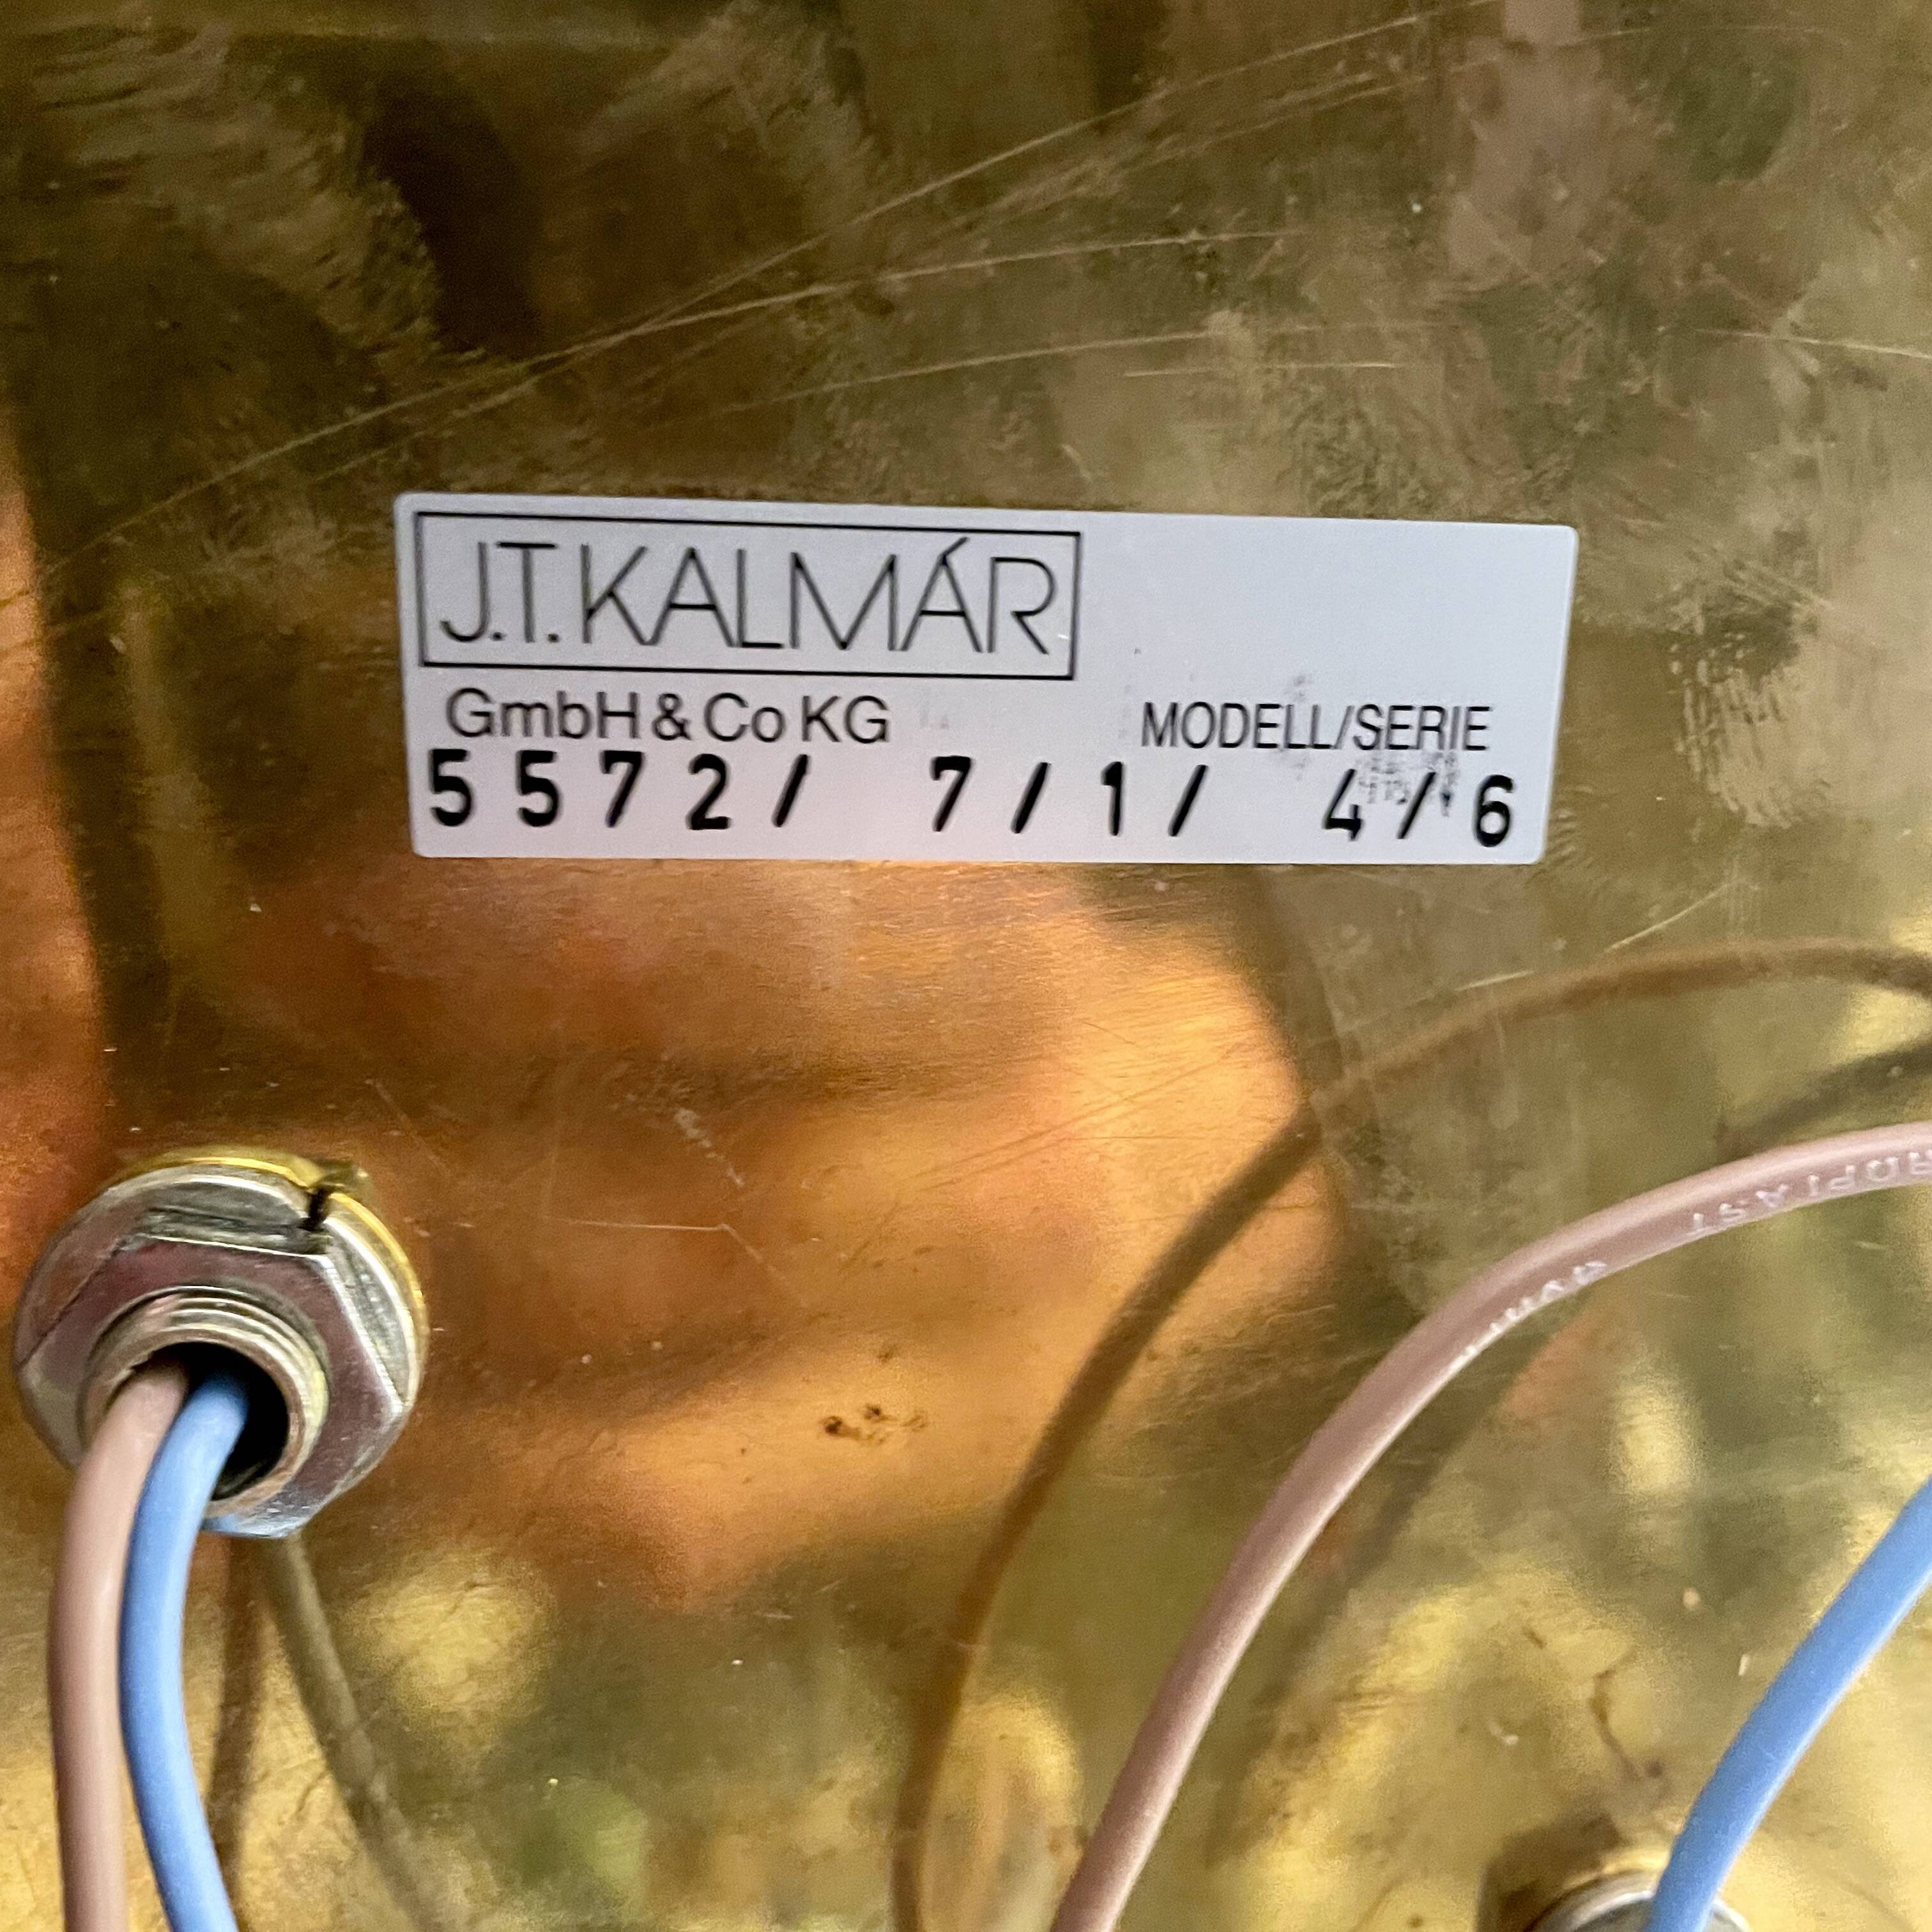 J.T. KALMÁR
GmbH & Co KG MODELL/SERIE
5572/ 7/1/ 4/6